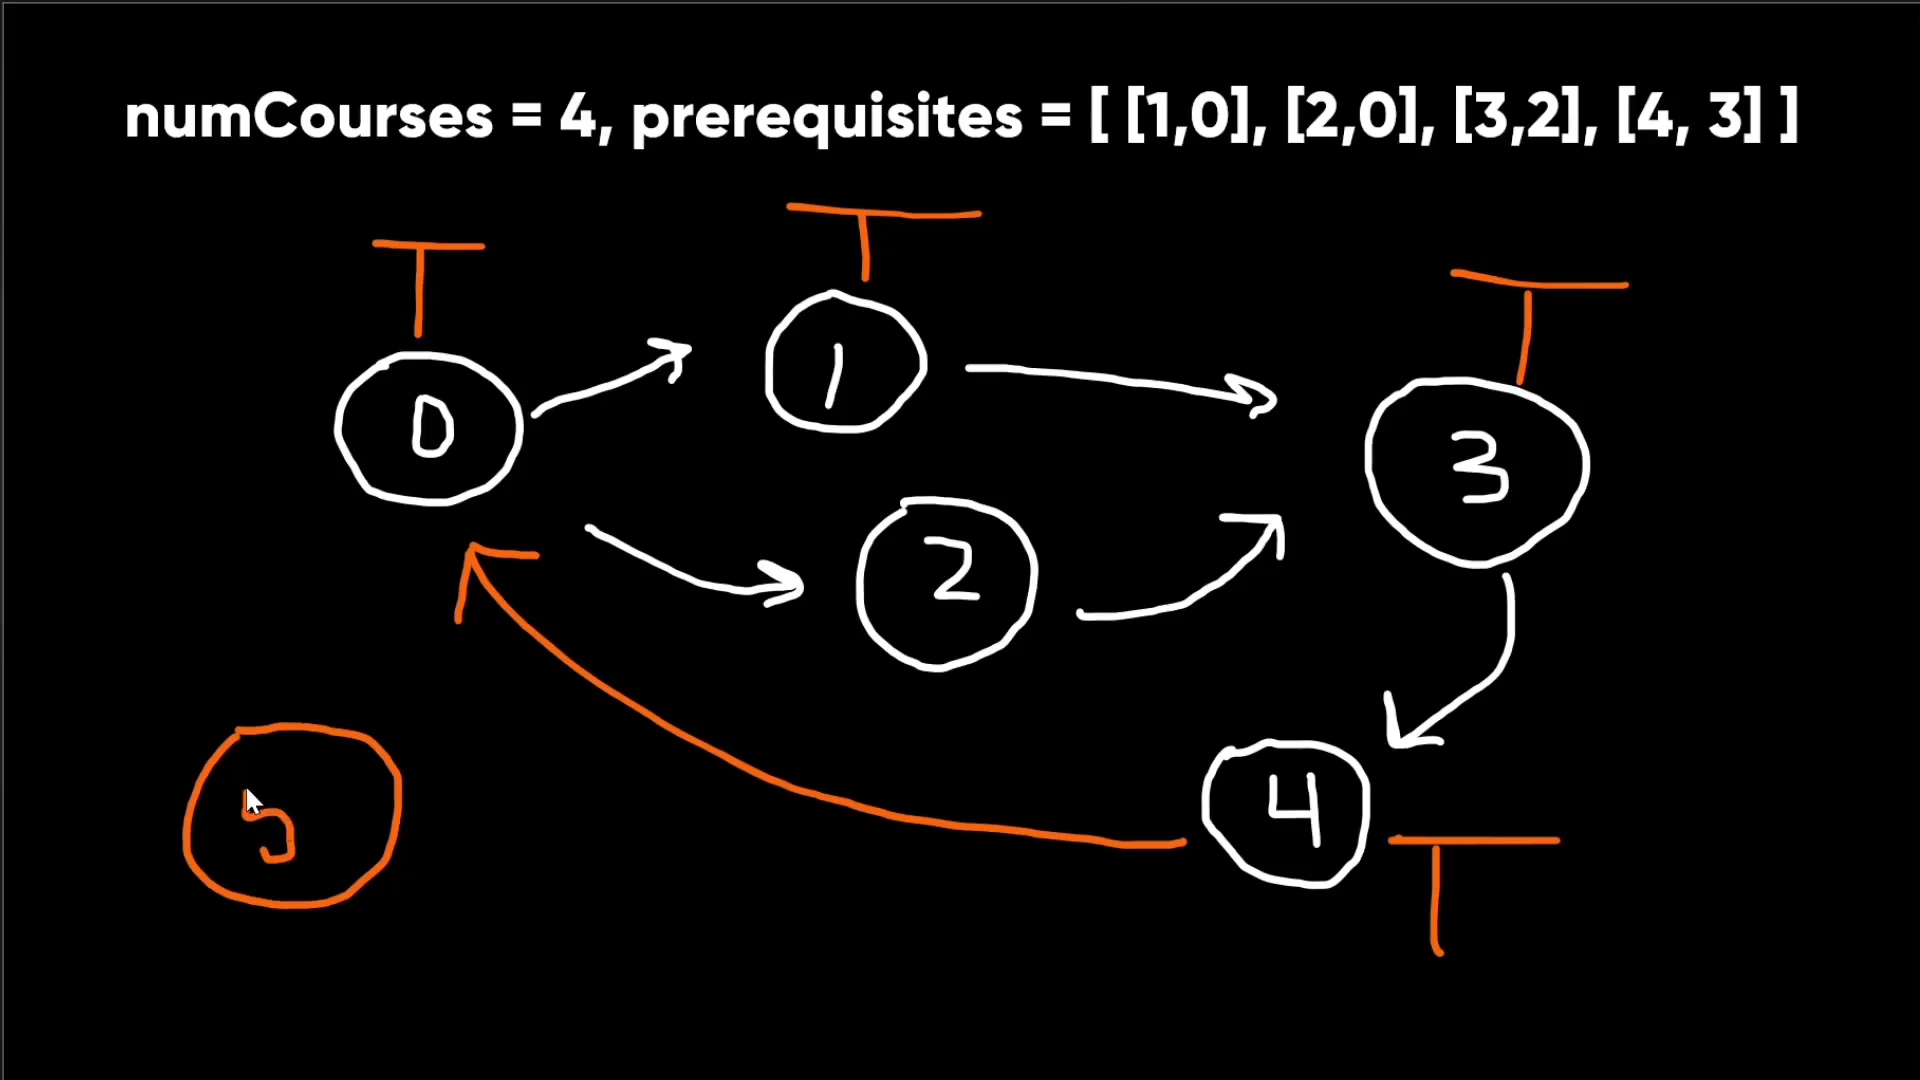 numCourses = 4, prerequisites = [ [1,0], [2,0], [3,2], [4, 3] ]
T
T
T
1
0
3
2
4
5
T